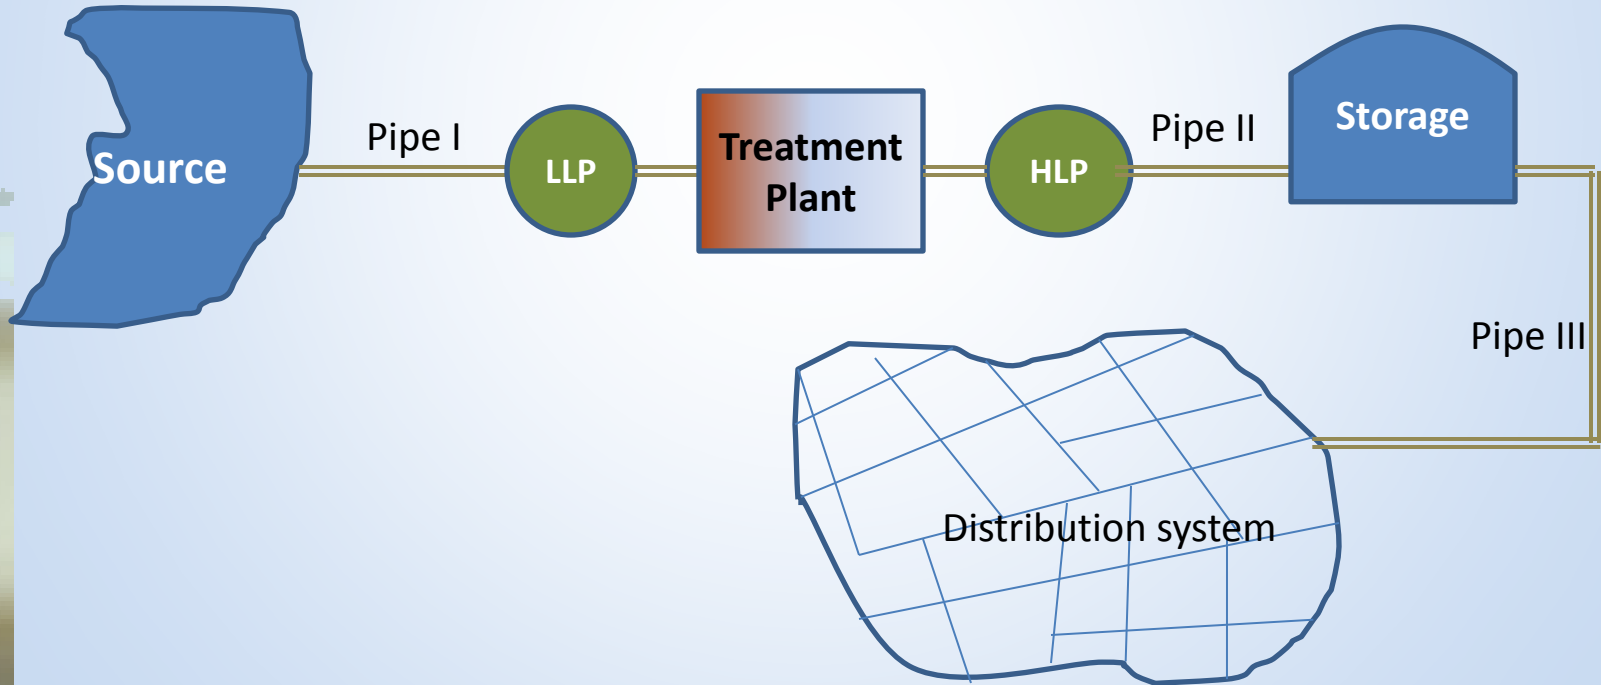 Source
Pipe I
LLP
Treatment
Plant
HLP
Pipe II
Storage
Pipe III
Distribution system